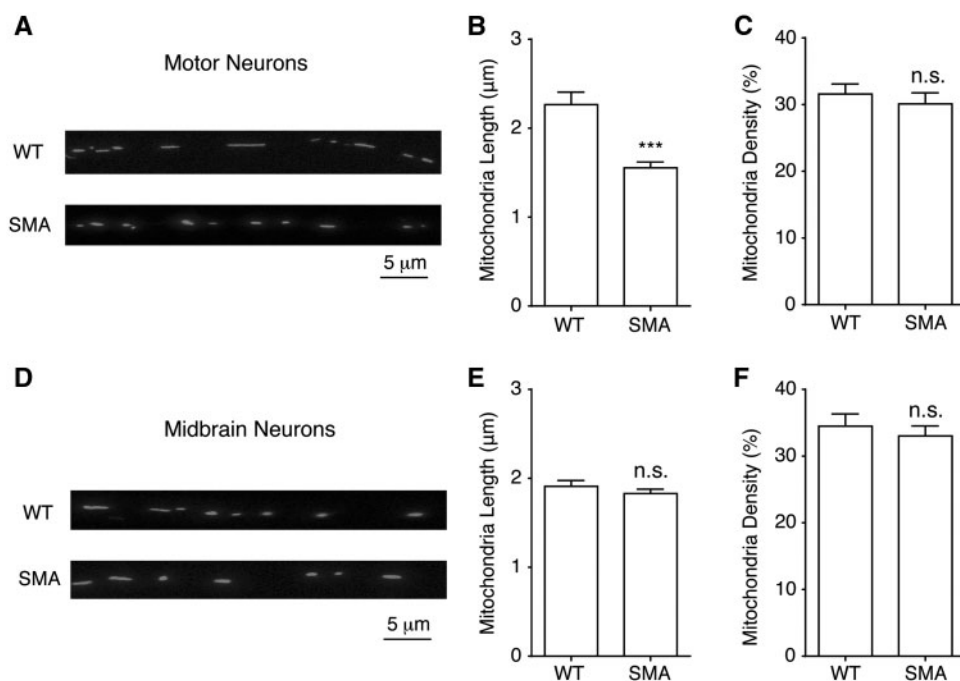 A
Motor Neurons
WT
SMA
5 µm
B
Mitochondria Length (µm)
3
2
1
0
***
WT SMA
C
Mitochondria Density (%)
40
30
20
10
0
n.s.
WT SMA
D
Midbrain Neurons
WT
SMA
5 µm
E
Mitochondria Length (µm)
3
2
1
0
n.s.
WT SMA
F
Mitochondria Density (%)
40
30
20
10
0
n.s.
WT SMA